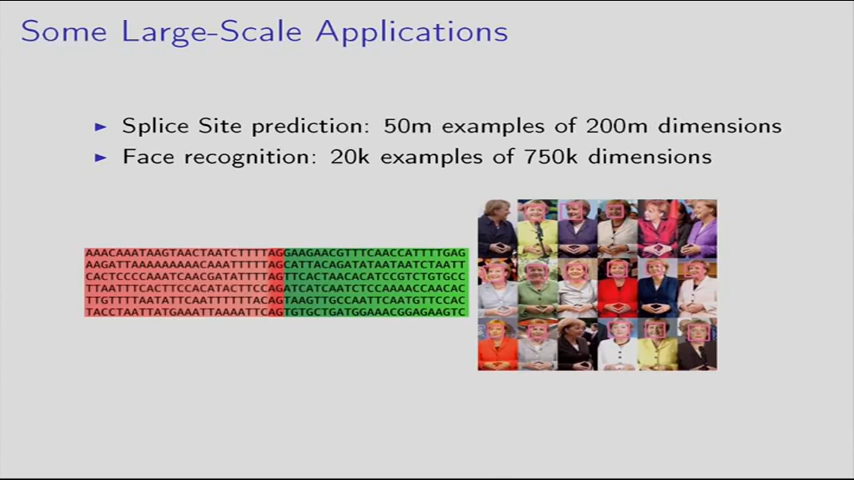 Some Large-Scale Applications
Splice Site prediction: 50m examples of 200m dimensions
Face recognition: 20k examples of 750k dimensions
AAACAAATAAGTAACTAATCTTTTAGGAAGAACGTTTCAACCATTTTGAG
AAGATTAAAAAAAAACAAATTTTTAGCATTACAGATATAATAATCTAATT
CACTCCCCAAATCAACGATATTTTAGTTCACTAACACATCCGTCTGTGCC
TTAATTTCACTTCCACATACTTCCAGATCATCAATCTCCAAAACCAACAC
TTGTTTTAATATTCAATTTTTTACAGTAAGTTGCCAATTCAATGTTCCAC
TACCTAATTATGAAATTAAAATTCAGTGTGCTGATGGAAACGGAGAAGTC